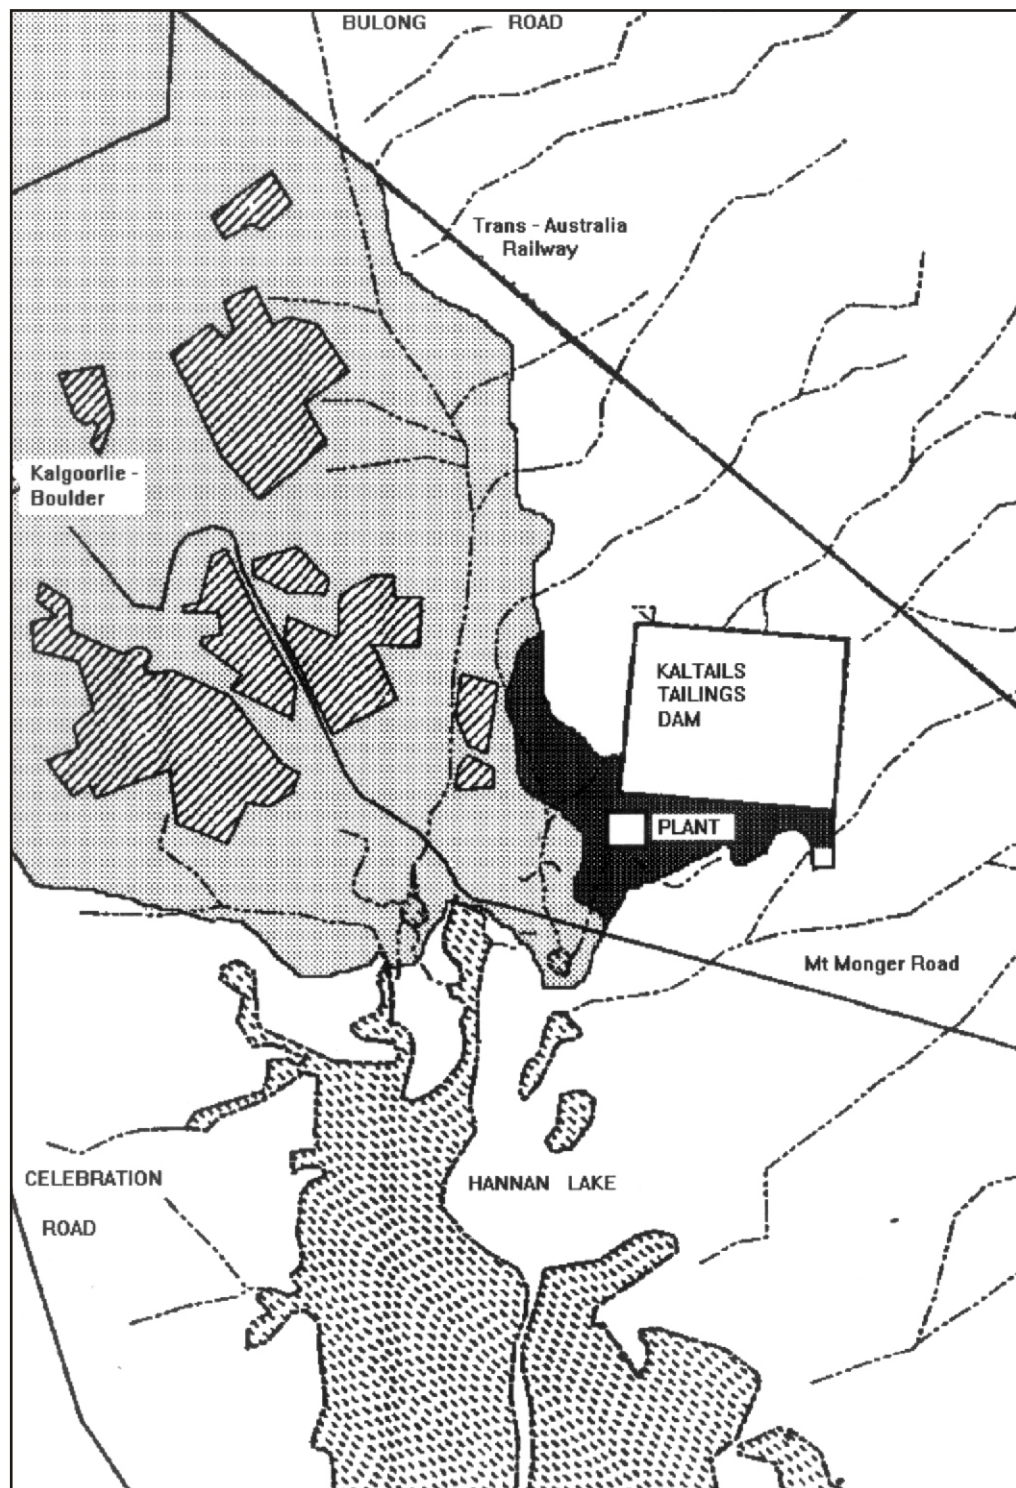 BULONG ROAD
Trans - Australia
Railway
Kalgoorlie -
Boulder
KALTAILS
TAILINGS
DAM
PLANT
Mt Monger Road
CELEBRATION
ROAD
HANNAN LAKE